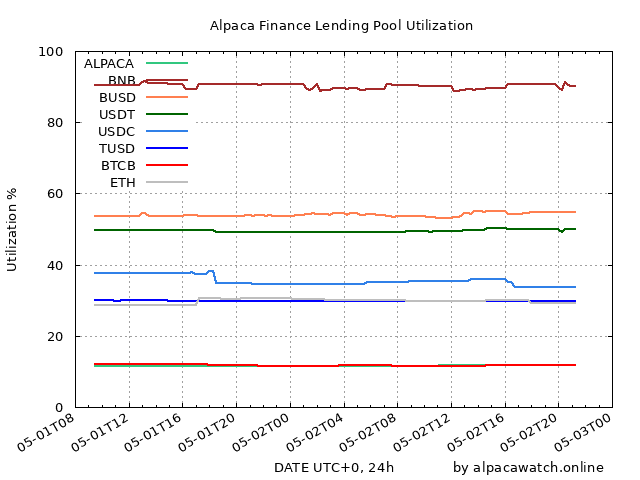 Alpaca Finance Lending Pool Utilization
100
80
60
40
20
0
Utilization %
ALPACA
BNB
BUSD
USDT
USDC
TUSD
BTCB
ETH
05-01T08
05-01T12
05-01T16
05-01T20
05-02T00
05-02T04
05-02T08
05-02T12
05-02T16
05-02T20
05-03T00
DATE UTC+0, 24h
by alpacawatch.online